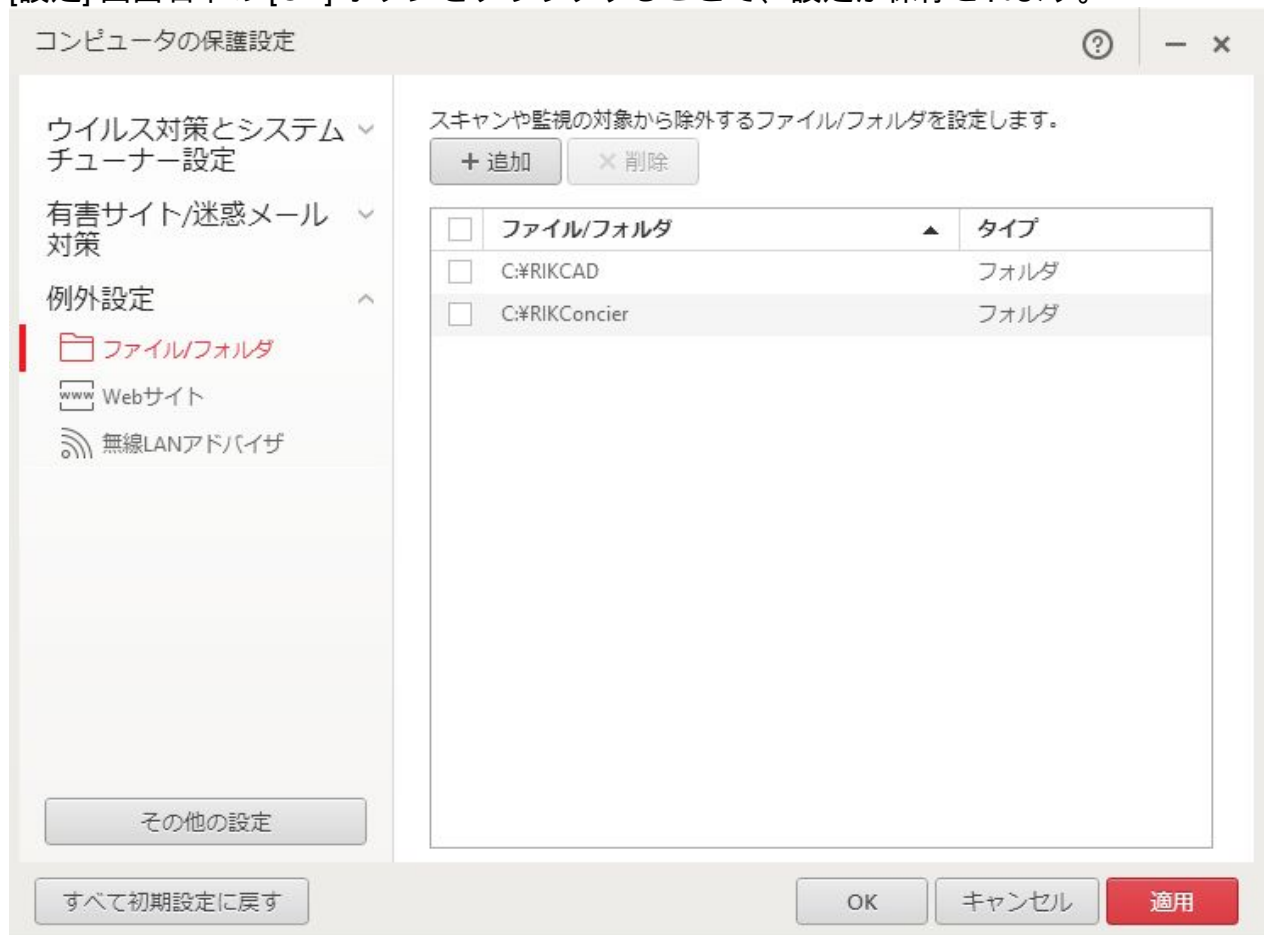 コンピュータの保護設定
ウイルス対策とシステム
チューナー設定
有害サイト/迷惑メール
対策
例外設定
ファイル/フォルダ
www Webサイト
無線LANアドバイザ
その他の設定
スキャンや監視の対象から除外するファイル/フォルダを設定します。
+ 追加 × 削除
ファイル/フォルダ ▲ タイプ
C:¥RIKCAD フォルダ
C:¥RIKConcier フォルダ
すべて初期設定に戻す OK キャンセル 適用